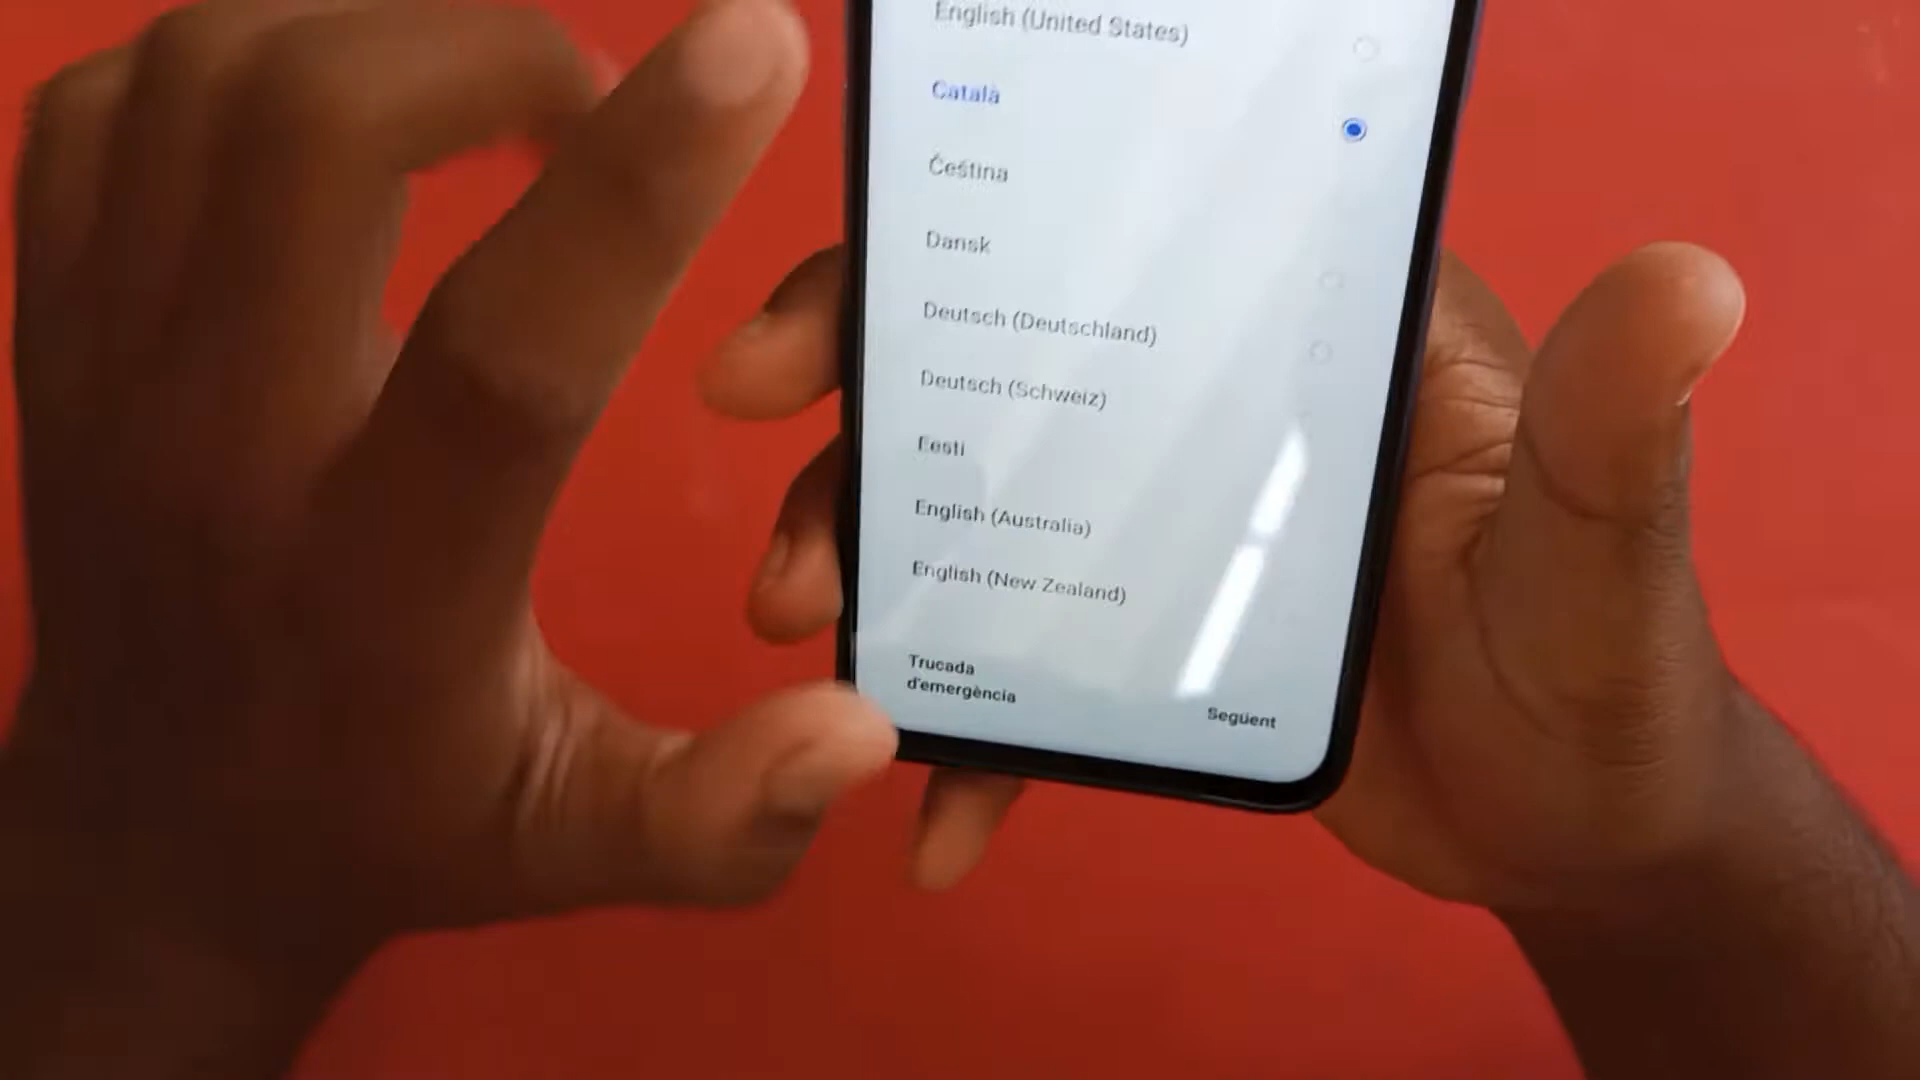 English (United States)
Català
Čeština
Dansk
Deutsch (Deutschland)
Deutsch (Schweiz)
Eesti
English (Australia)
English (New Zealand)
Trucada
d'emergència
Següent